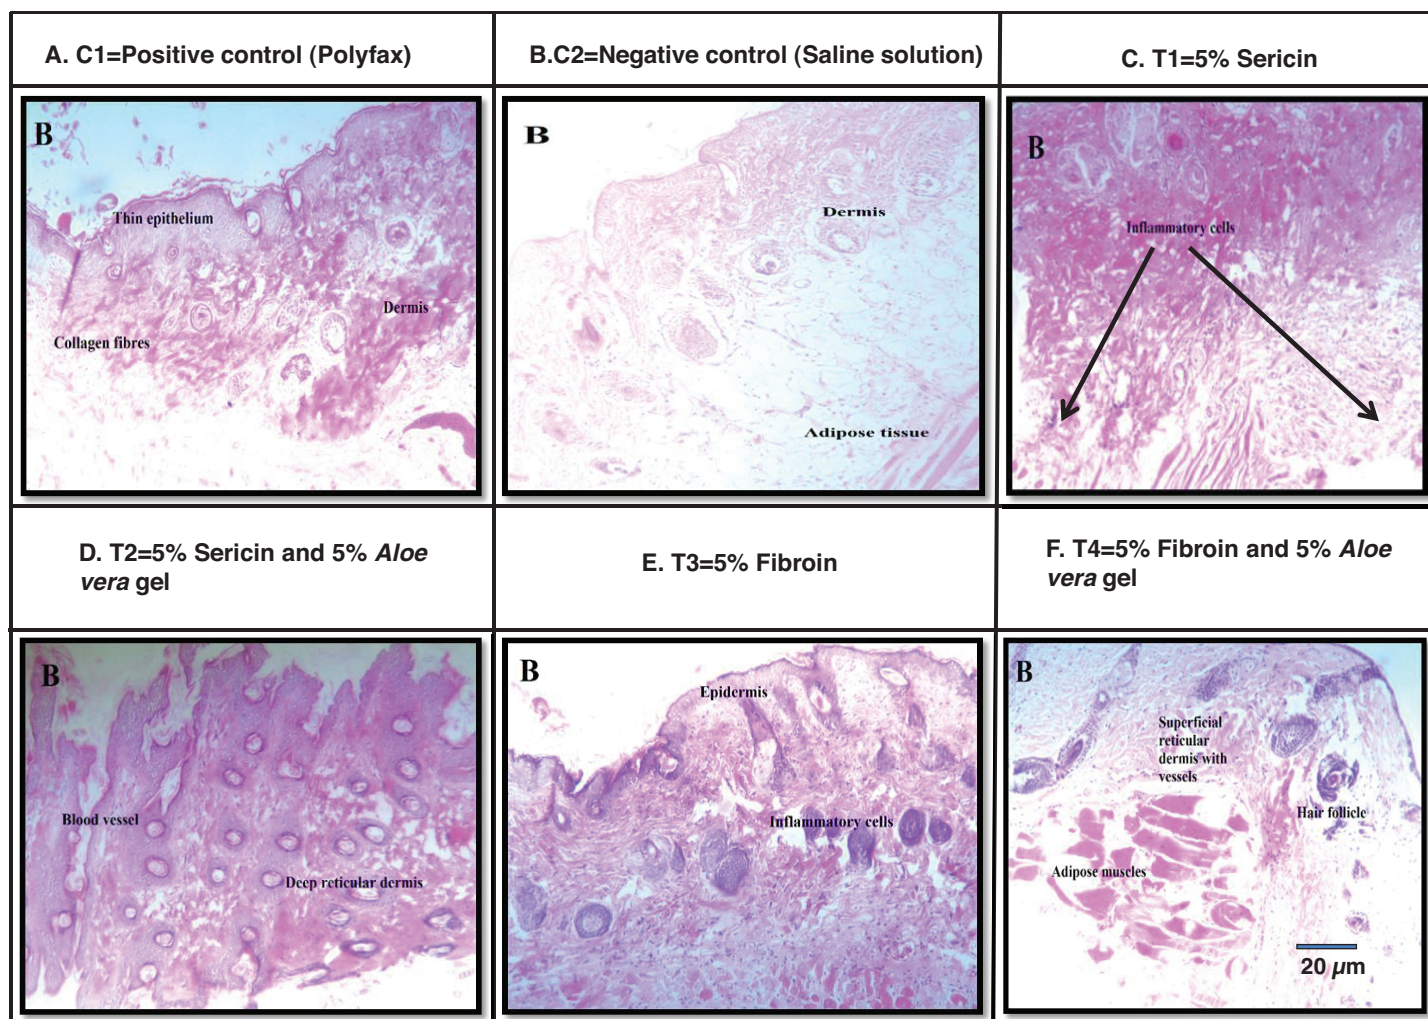 A. C1=Positive control (Polyfax)
B.C2=Negative control (Saline solution)
C. T1=5% Sericin
B
Thin epithelium
Dermis
Collagen fibres
B
Dermis
Adipose tissue
B
Inflammatory cells
D. T2=5% Sericin and 5% Aloe
vera gel
E. T3=5% Fibroin
F. T4=5% Fibroin and 5% Aloe
vera gel
B
Blood vessel
Deep reticular dermis
B
Epidermis
Inflammatory cells
B
Superficial
reticular
dermis with
vessels
Hair follicle
Adipose muscles
20 µm